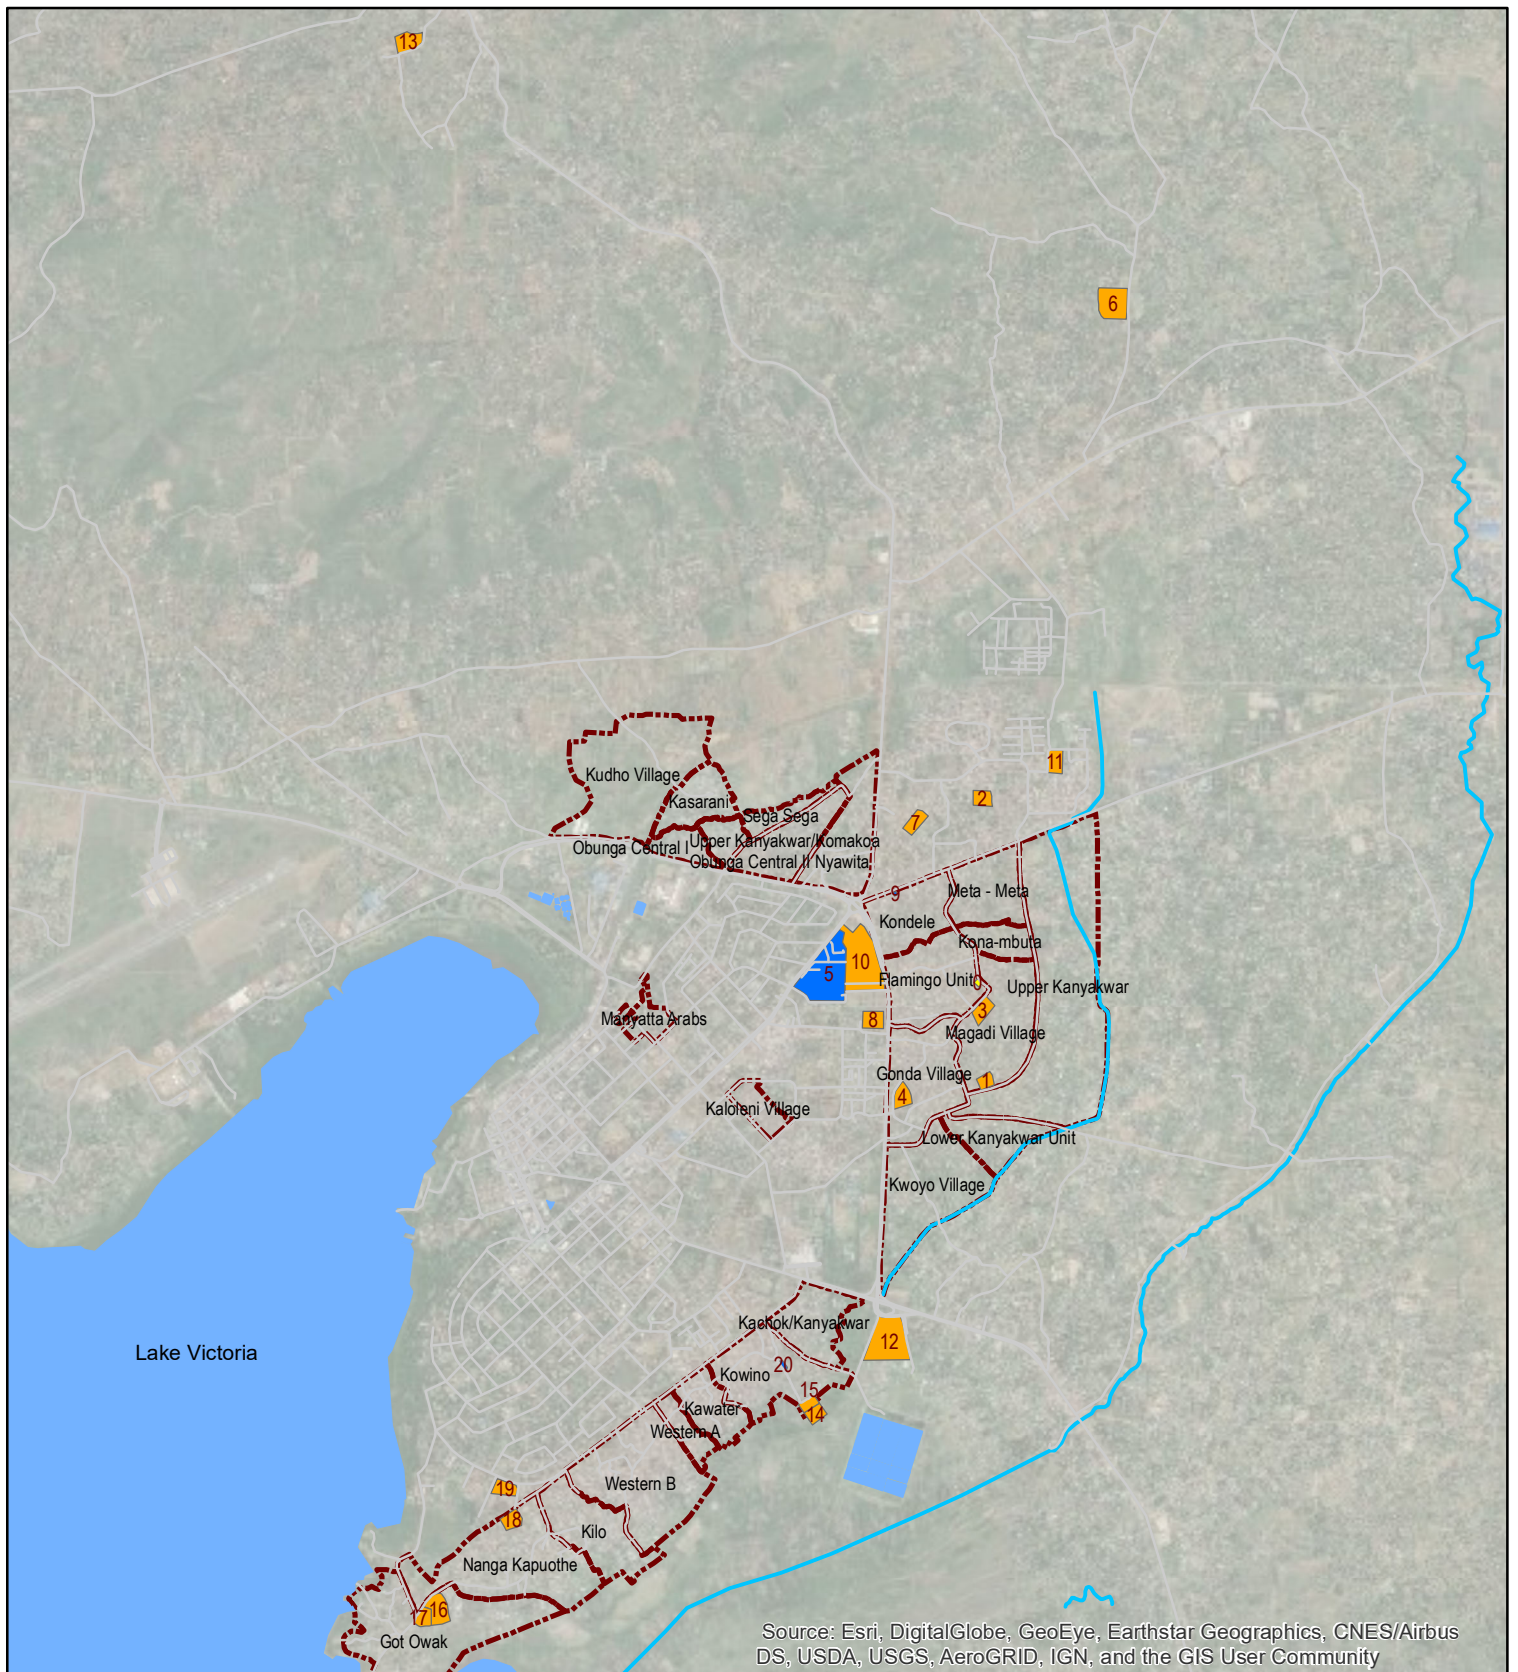 13
6
11
2
7
Kudho Village
Kasarani
Sega Sega
Upper Kanyakwar/Komakoa
Obunga Central I
Obunga Central II
Nyawita
9
Meta - Meta
Kondele
Kona-mbuta
10
5
Flamingo Unit
Upper Kanyakwar
3
8
Manyatta Arabs
Magadi Village
Gonda Village
1
4
Kaloleni Village
Lower Kanyakwar Unit
Kwoyo Village
Kachok/Kanyakwar
12
Lake Victoria
20
Kowino
15
Kawater
14
Western A
Western B
19
18
Kilo
Nanga Kapuothe
17
16
Got Owak
Source: Esri, DigitalGlobe, GeoEye, Earthstar Geographics, CNES/Airbus
DS, USDA, USGS, AeroGRID, IGN, and the GIS User Community